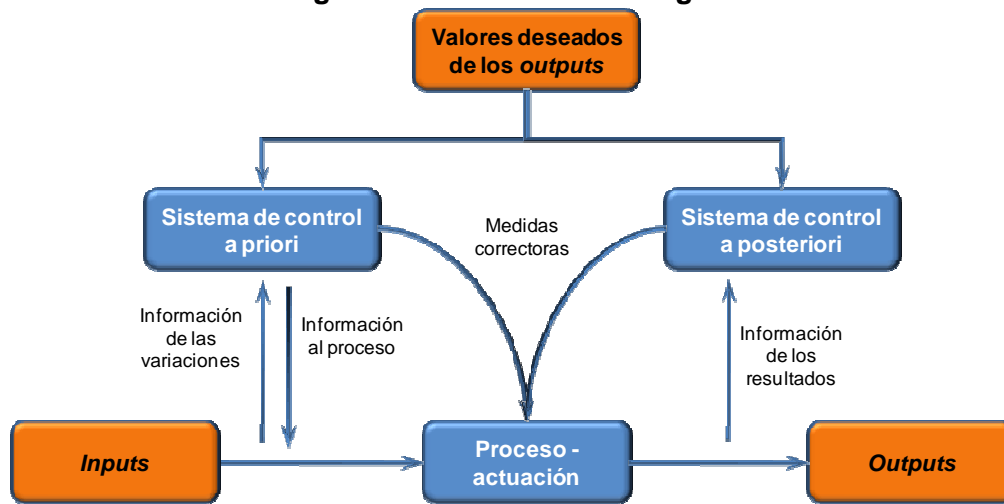 Valores deseados
de los outputs
Sistema de control
a priori
Medidas
correctoras
Sistema de control
a posteriori
Información
de las
variaciones
Información
al proceso
Información
de los
resultados
Inputs
Proceso -
actuación
Outputs